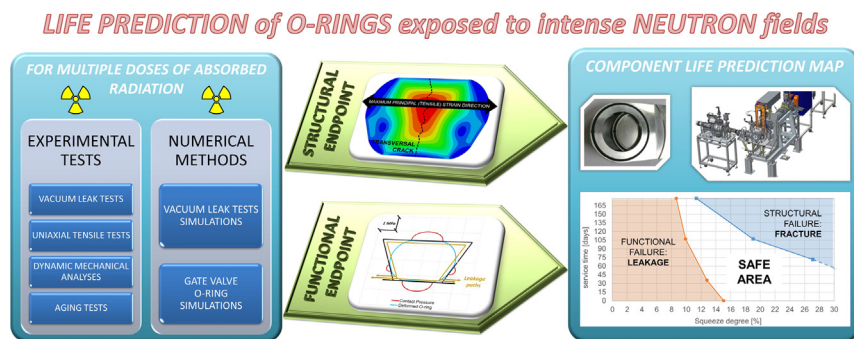 LIFE PREDICTION of O-RINGS exposed to intense NEUTRON fields
FOR MULTIPLE DOSES OF ABSORBED
RADIATION
EXPERIMENTAL
TESTS
VACUUM LEAK TESTS
UNIAXIAL TENSILE TESTS
DYNAMIC MECHANICAL
ANALYSES
AGING TESTS
NUMERICAL
METHODS
VACUUM LEAK TESTS
SIMULATIONS
GATE VALVE
O-RING
SIMULATIONS
STRUCTURAL
ENDPOINT
MAXIMUM PRINCIPAL (TENSILE) STRAIN DIRECTION
TRANSVERSAL
CRACK
FUNCTIONAL
ENDPOINT
Leakage
paths
Contact Pressure
Deformed O-ring
COMPONENT LIFE PREDICTION MAP
service time [days]
165
150
135
120
105
90
75
60
45
30
15
0
FUNCTIONAL
FAILURE:
LEAKAGE
SAFE
AREA
STRUCTURAL
FAILURE:
FRACTURE
0 2 4 6 8 10 12 14 16 18 20 22 24 26 28 30
Squeeze degree [%]